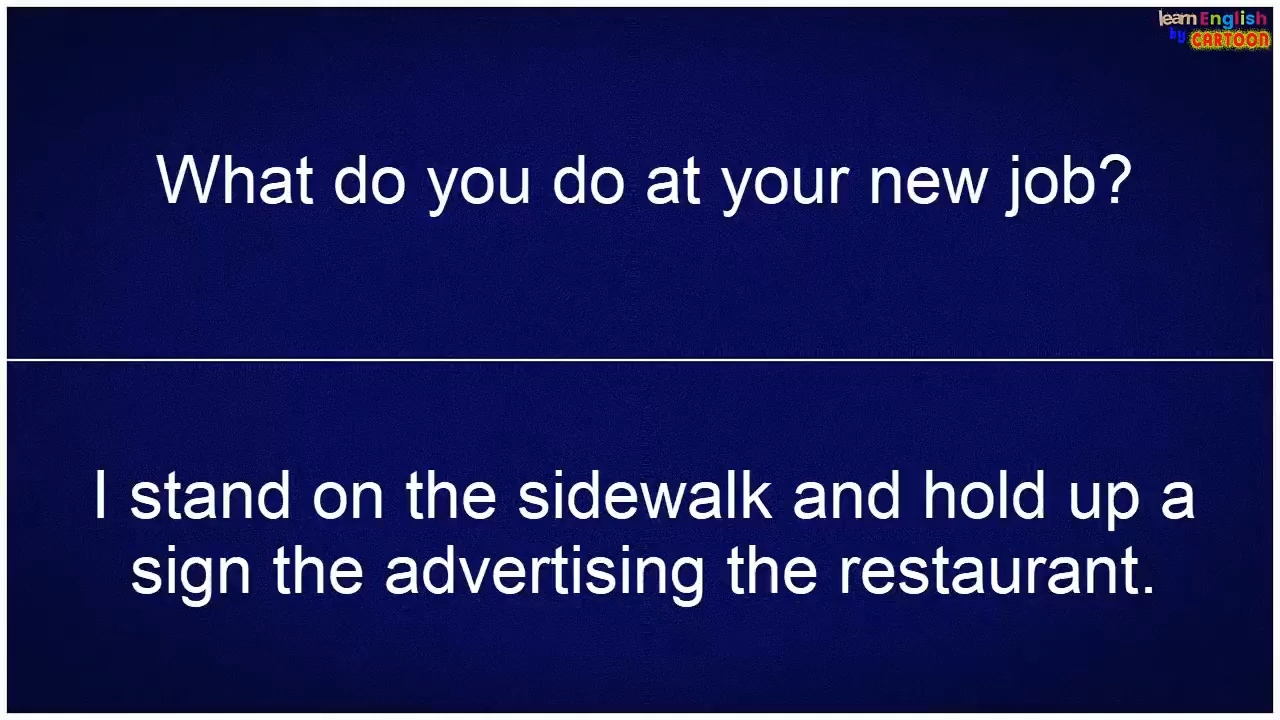 learn English
by CARTOON
What do you do at your new job?
I stand on the sidewalk and hold up a
sign the advertising the restaurant.